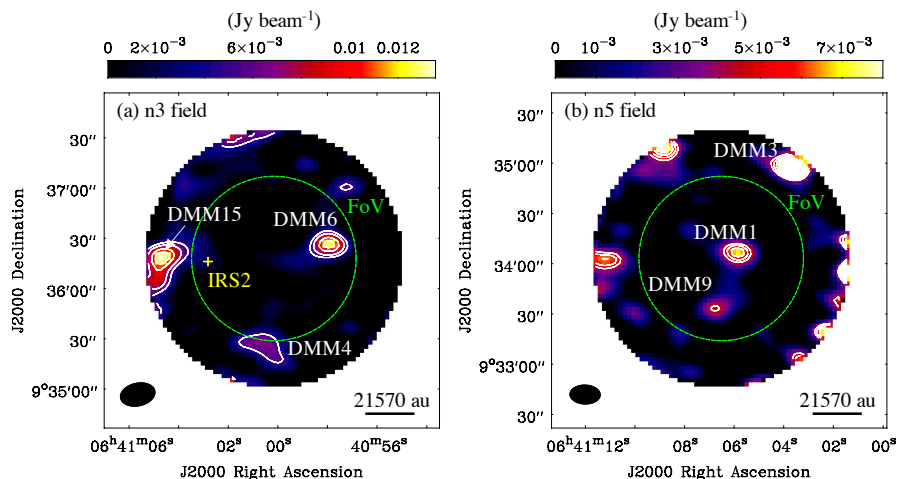 (Jy beam⁻¹)
0 2×10⁻³ 6×10⁻³ 0.01 0.012
(a) n3 field
30″
37′00″
30″
36′00″
30″
9°35′00″
J2000 Declination
DMM15
DMM6
FoV
IRS2
DMM4
21570 au
06ʰ41ᵐ06ˢ 02ˢ 00ˢ 40ᵐ56ˢ
J2000 Right Ascension
(Jy beam⁻¹)
0 10⁻³ 3×10⁻³ 5×10⁻³ 7×10⁻³
(b) n5 field
30″
35′00″
30″
34′00″
30″
9°33′00″
30″
J2000 Declination
DMM3
FoV
DMM1
DMM9
21570 au
06ʰ41ᵐ12ˢ 08ˢ 06ˢ 04ˢ 02ˢ 00ˢ
J2000 Right Ascension